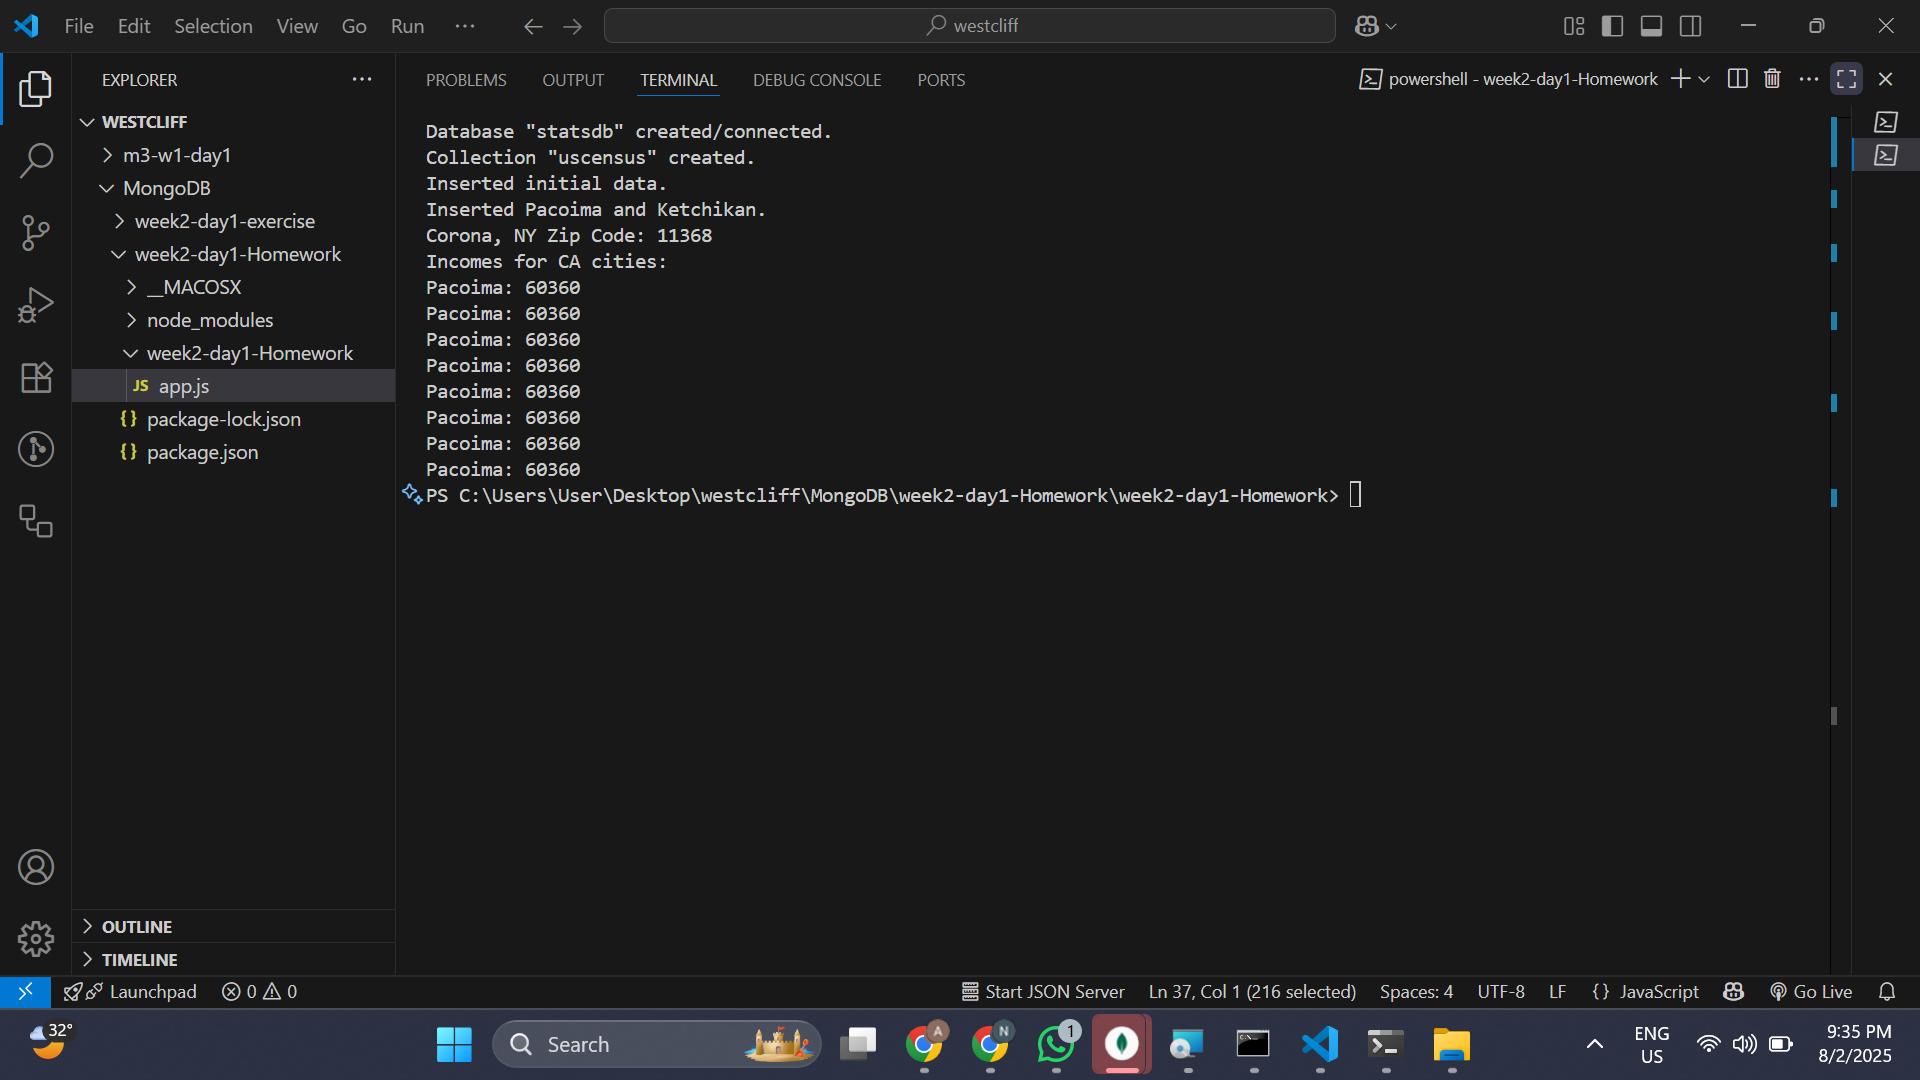 File Edit Selection View Go Run ··· westcliff
EXPLORER
WESTCLIFF
m3-w1-day1
MongoDB
week2-day1-exercise
week2-day1-Homework
__MACOSX
node_modules
week2-day1-Homework
JS app.js
{} package-lock.json
{} package.json
OUTLINE
TIMELINE
PROBLEMS OUTPUT TERMINAL DEBUG CONSOLE PORTS
powershell - week2-day1-Homework
Database "statsdb" created/connected.
Collection "uscensus" created.
Inserted initial data.
Inserted Pacoima and Ketchikan.
Corona, NY Zip Code: 11368
Incomes for CA cities:
Pacoima: 60360
Pacoima: 60360
Pacoima: 60360
Pacoima: 60360
Pacoima: 60360
Pacoima: 60360
Pacoima: 60360
Pacoima: 60360
PS C:\Users\User\Desktop\westcliff\MongoDB\week2-day1-Homework\week2-day1-Homework>
Launchpad 0 0 Start JSON Server Ln 37, Col 1 (216 selected) Spaces: 4 UTF-8 LF {} JavaScript Go Live
32°
Search
A
N
1
ENG
US
9:35 PM
8/2/2025